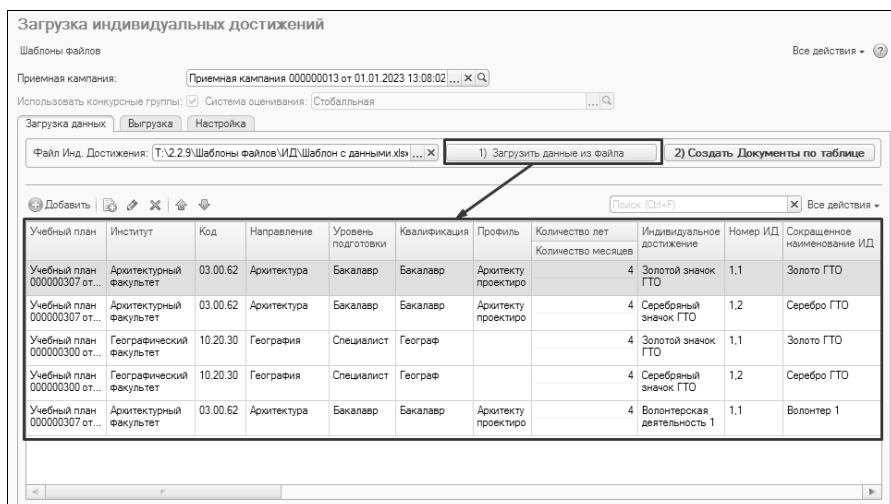 Загрузка индивидуальных достижений
Шаблоны файлов
Все действия
?
Приемная кампания: Приемная кампания 000000013 от 01.01.2023 13:08:02 ...
Использовать конкурсные группы: Система оценивания: Стобалльная ...
Загрузка данных Выгрузка Настройка
Файл Инд. Достижения: T:\2.2.9\Шаблоны файлов\ИД\Шаблон с данными.xlsx ... 1) Загрузить данные из файла 2) Создать Документы по таблице
Добавить Поиск (Ctrl+F) Все действия
Учебный план Институт Код Направление Уровень подготовки Квалификация Профиль Количество лет Индивидуальное достижение Номер ИД Сокращенное наименование ИД
Количество месяцев
Учебный план Архитектурный 03.00.62 Архитектура Бакалавр Бакалавр Архитекту 4 Золотой значок 1,1 Золото ГТО
000000307 от... факультет проектиро ГТО
Учебный план Архитектурный 03.00.62 Архитектура Бакалавр Бакалавр Архитекту 4 Серебряный 1,2 Серебро ГТО
000000307 от... факультет проектиро значок ГТО
Учебный план Географический 10.20.30 География Специалист Географ 4 Золотой значок 1,1 Золото ГТО
000000300 от... факультет ГТО
Учебный план Географический 10.20.30 География Специалист Географ 4 Серебряный 1,2 Серебро ГТО
000000300 от... факультет значок ГТО
Учебный план Архитектурный 03.00.62 Архитектура Бакалавр Бакалавр Архитекту 4 Волонтерская 1,1 Волонтер 1
000000307 от... факультет проектиро деятельность 1